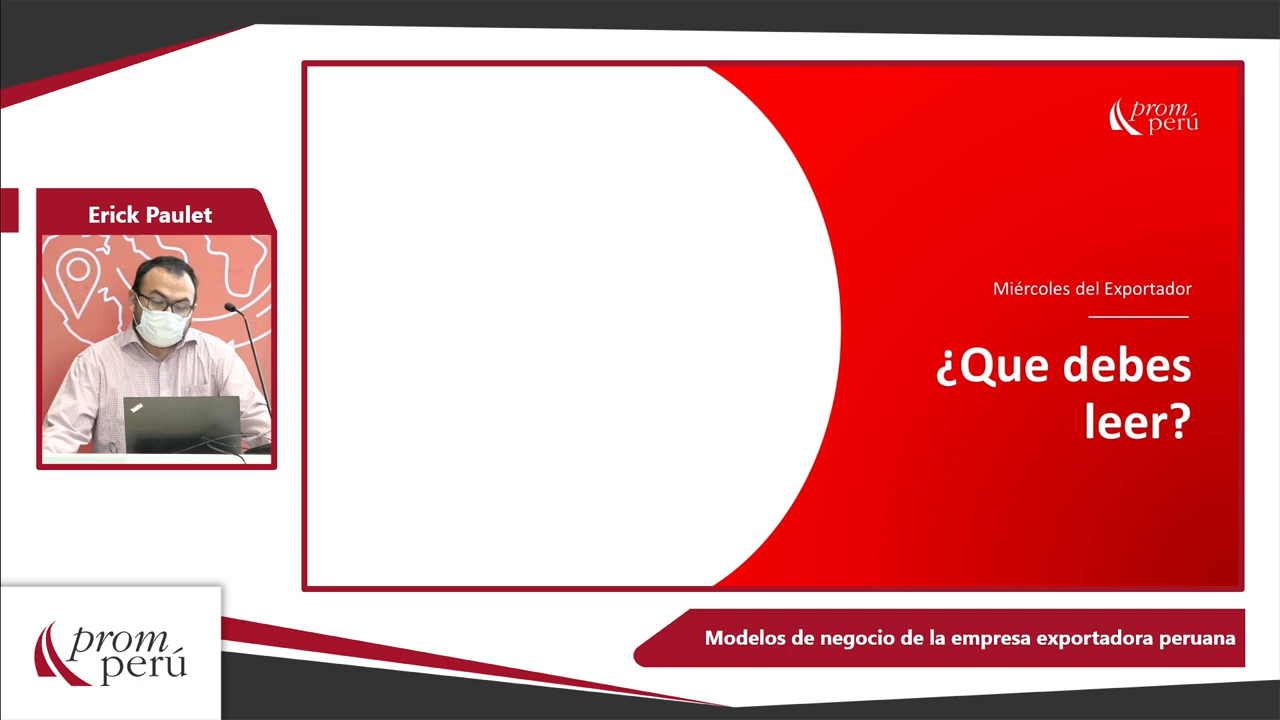 prom
perú
Erick Paulet
Miércoles del Exportador
¿Que debes
leer?
Modelos de negocio de la empresa exportadora peruana
prom
perú